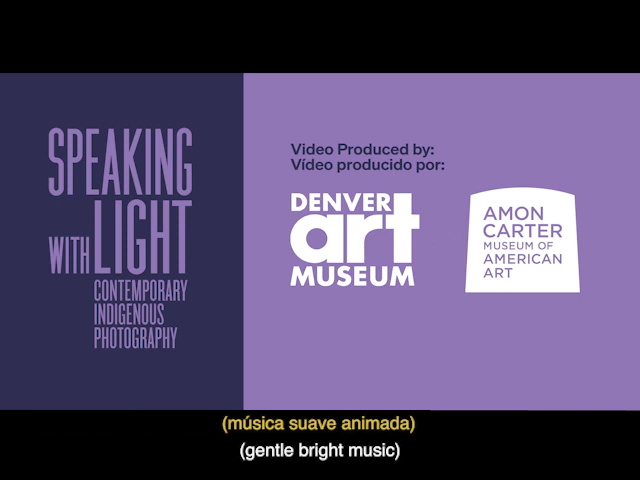 SPEAKING
WITH LIGHT
CONTEMPORARY
INDIGENOUS
PHOTOGRAPHY
Video Produced by:
Vídeo producido por:
DENVER
art
MUSEUM
AMON
CARTER
MUSEUM OF
AMERICAN
ART
(música suave animada)
(gentle bright music)